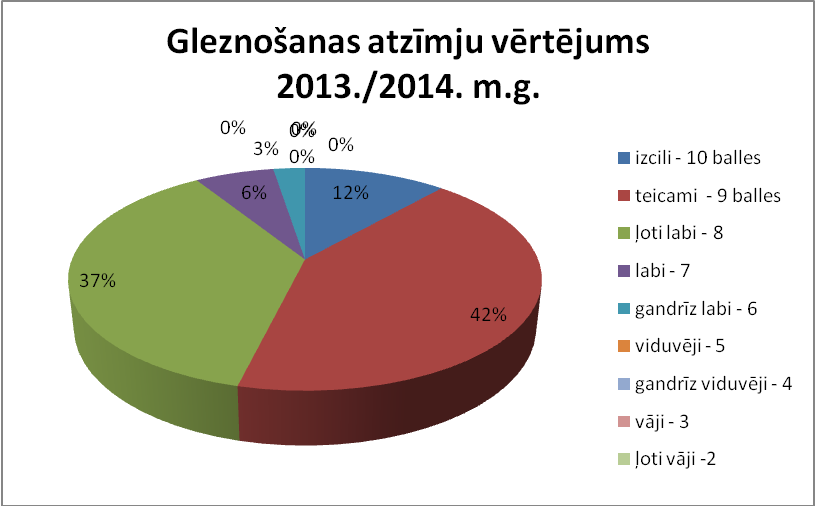 Gleznošanas atzīmju vērtējums
2013./2014. m.g.
0%
0%
0%
0%
0%
3%
6%
12%
37%
42%
izcili - 10 balles
teicami  - 9 balles
ļoti labi - 8
labi - 7
gandrīz labi - 6
viduvēji - 5
gandrīz viduvēji - 4
vāji - 3
ļoti vāji -2